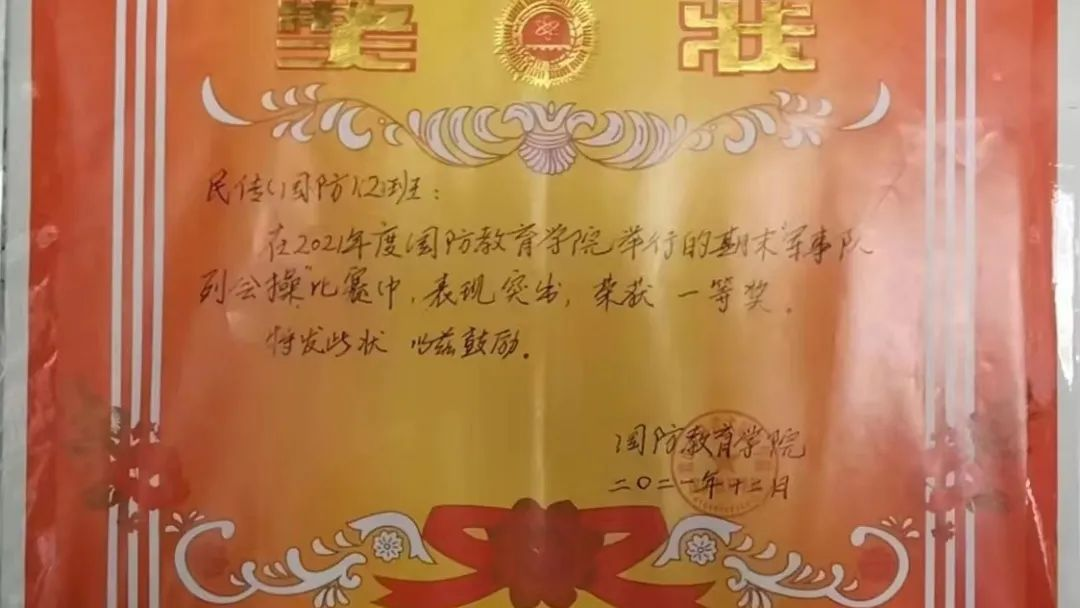 奖状
民传(国防)2班：
在2021年度国防教育学院举行的期末"军事队
列会操"比赛中，表现突出，荣获 一等奖。
特发此状 以兹鼓励。
国防教育学院
二〇二一年十二月